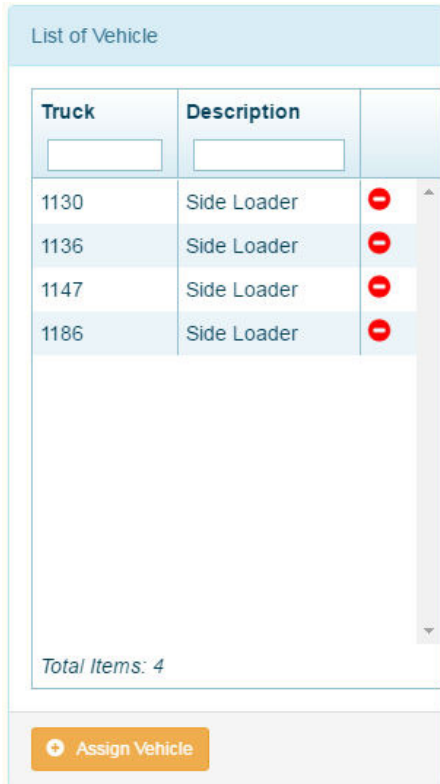 List of Vehicle
Truck Description
1130 Side Loader
1136 Side Loader
1147 Side Loader
1186 Side Loader
Total Items: 4
Assign Vehicle